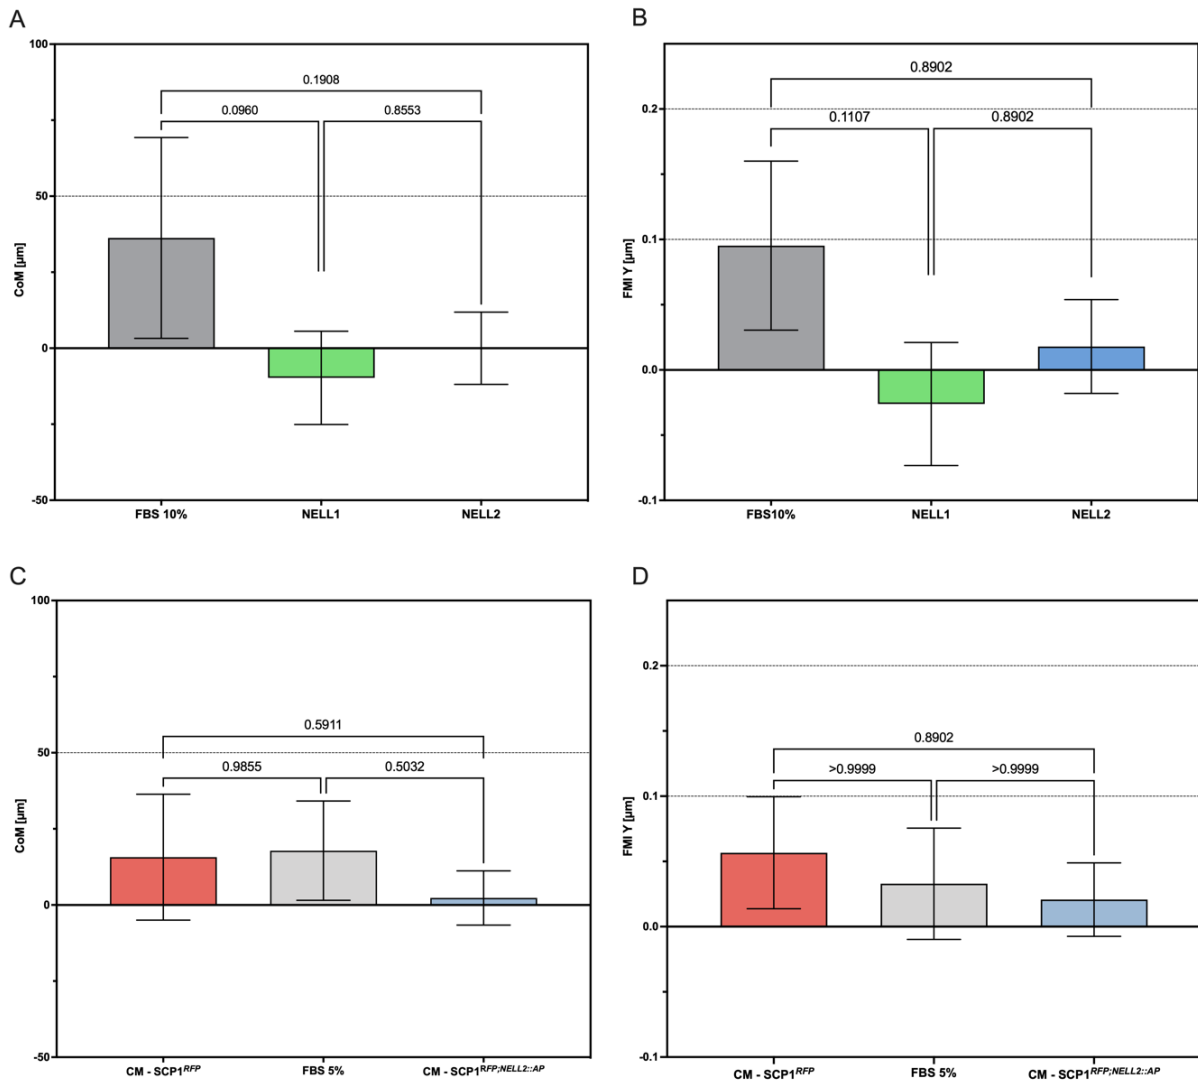 A
100
50
0
-50
CoM [µm]
0.1908
0.0960
0.8553
FBS 10%
NELL1
NELL2
B
0.2
0.1
0.0
-0.1
FMI Y [µm]
0.8902
0.1107
0.8902
FBS10%
NELL1
NELL2
C
100
50
0
-50
CoM [µm]
0.5911
0.9855
0.5032
CM - SCP1RFP
FBS 5%
CM - SCP1RFP;NELL2::AP
D
0.2
0.1
0.0
-0.1
FMI Y [µm]
0.8902
>0.9999
>0.9999
CM - SCP1RFP
FBS 5%
CM - SCP1RFP;NELL2::AP